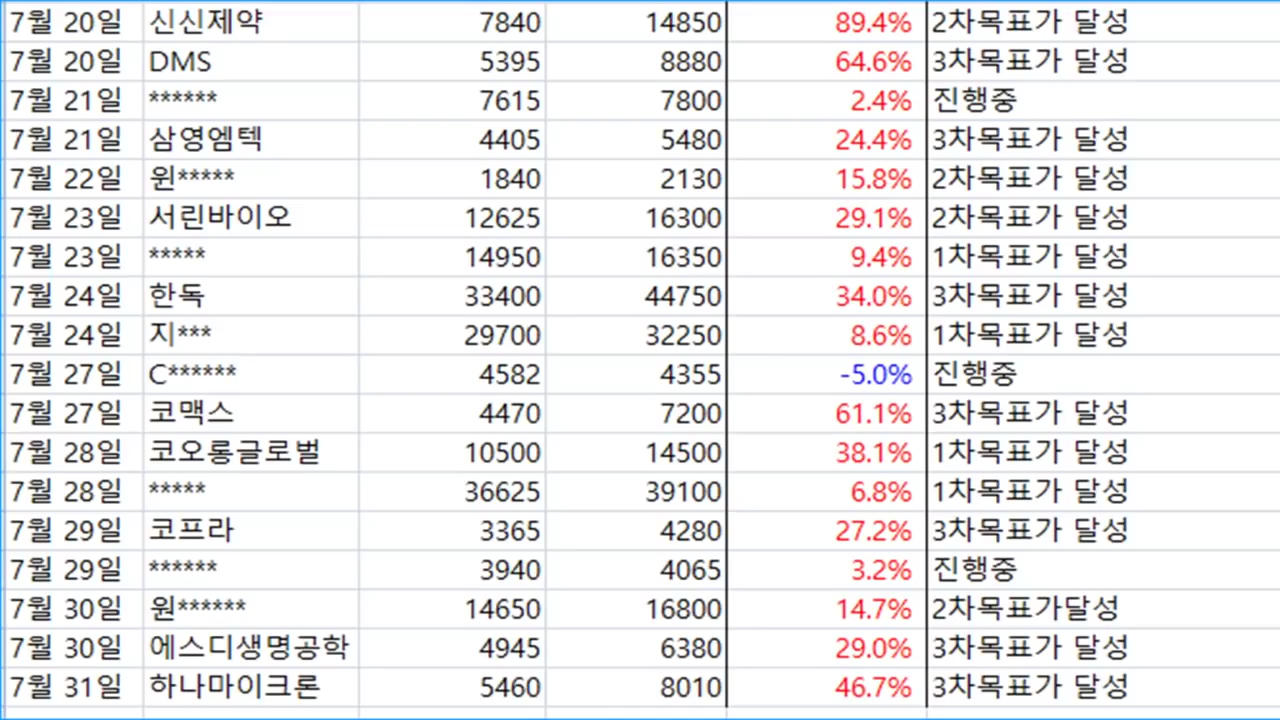 7월 20일 신신제약 7840 14850 89.4% 2차목표가 달성
7월 20일 DMS 5395 8880 64.6% 3차목표가 달성
7월 21일 ****** 7615 7800 2.4% 진행중
7월 21일 삼영엠텍 4405 5480 24.4% 3차목표가 달성
7월 22일 윈***** 1840 2130 15.8% 2차목표가 달성
7월 23일 서린바이오 12625 16300 29.1% 2차목표가 달성
7월 23일 ***** 14950 16350 9.4% 1차목표가 달성
7월 24일 한독 33400 44750 34.0% 3차목표가 달성
7월 24일 지*** 29700 32250 8.6% 1차목표가 달성
7월 27일 C****** 4582 4355 -5.0% 진행중
7월 27일 코맥스 4470 7200 61.1% 3차목표가 달성
7월 28일 코오롱글로벌 10500 14500 38.1% 1차목표가 달성
7월 28일 ***** 36625 39100 6.8% 1차목표가 달성
7월 29일 코프라 3365 4280 27.2% 3차목표가 달성
7월 29일 ****** 3940 4065 3.2% 진행중
7월 30일 원****** 14650 16800 14.7% 2차목표가달성
7월 30일 에스디생명공학 4945 6380 29.0% 3차목표가 달성
7월 31일 하나마이크론 5460 8010 46.7% 3차목표가 달성